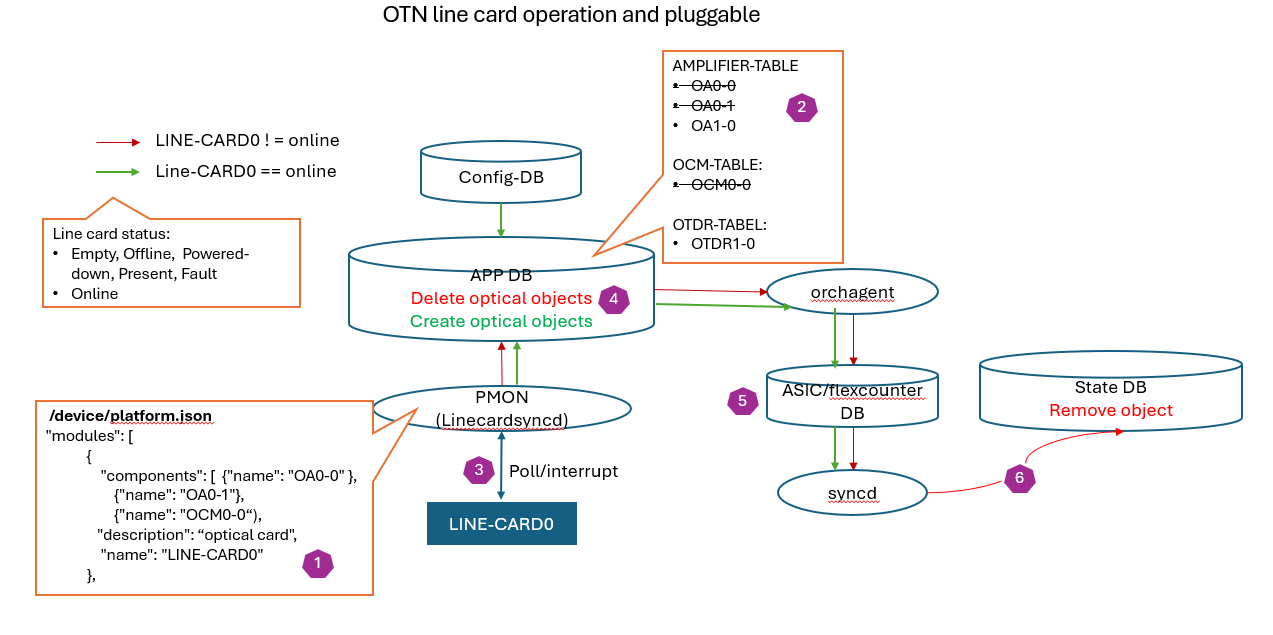 OTN line card operation and pluggable
AMPLIFIER-TABLE
• OA0-0
• OA0-1
• OA1-0
2
OCM-TABLE:
• OCM0-0
OTDR-TABEL:
• OTDR1-0
LINE-CARD0 ! = online
Line-CARD0 == online
Line card status:
• Empty, Offline, Powered-
down, Present, Fault
• Online
Config-DB
APP DB
Delete optical objects
4
Create optical objects
orchagent
PMON
(Linecardsyncd)
5
ASIC/flexcounter
DB
State DB
Remove object
/device/platform.json
"modules": [
{
"components": [ {"name": "OA0-0" },
{"name": "OA0-1"},
{"name": "OCM0-0“),
"description": “optical card",
"name": "LINE-CARD0"
},
1
3
Poll/interrupt
LINE-CARD0
syncd
6